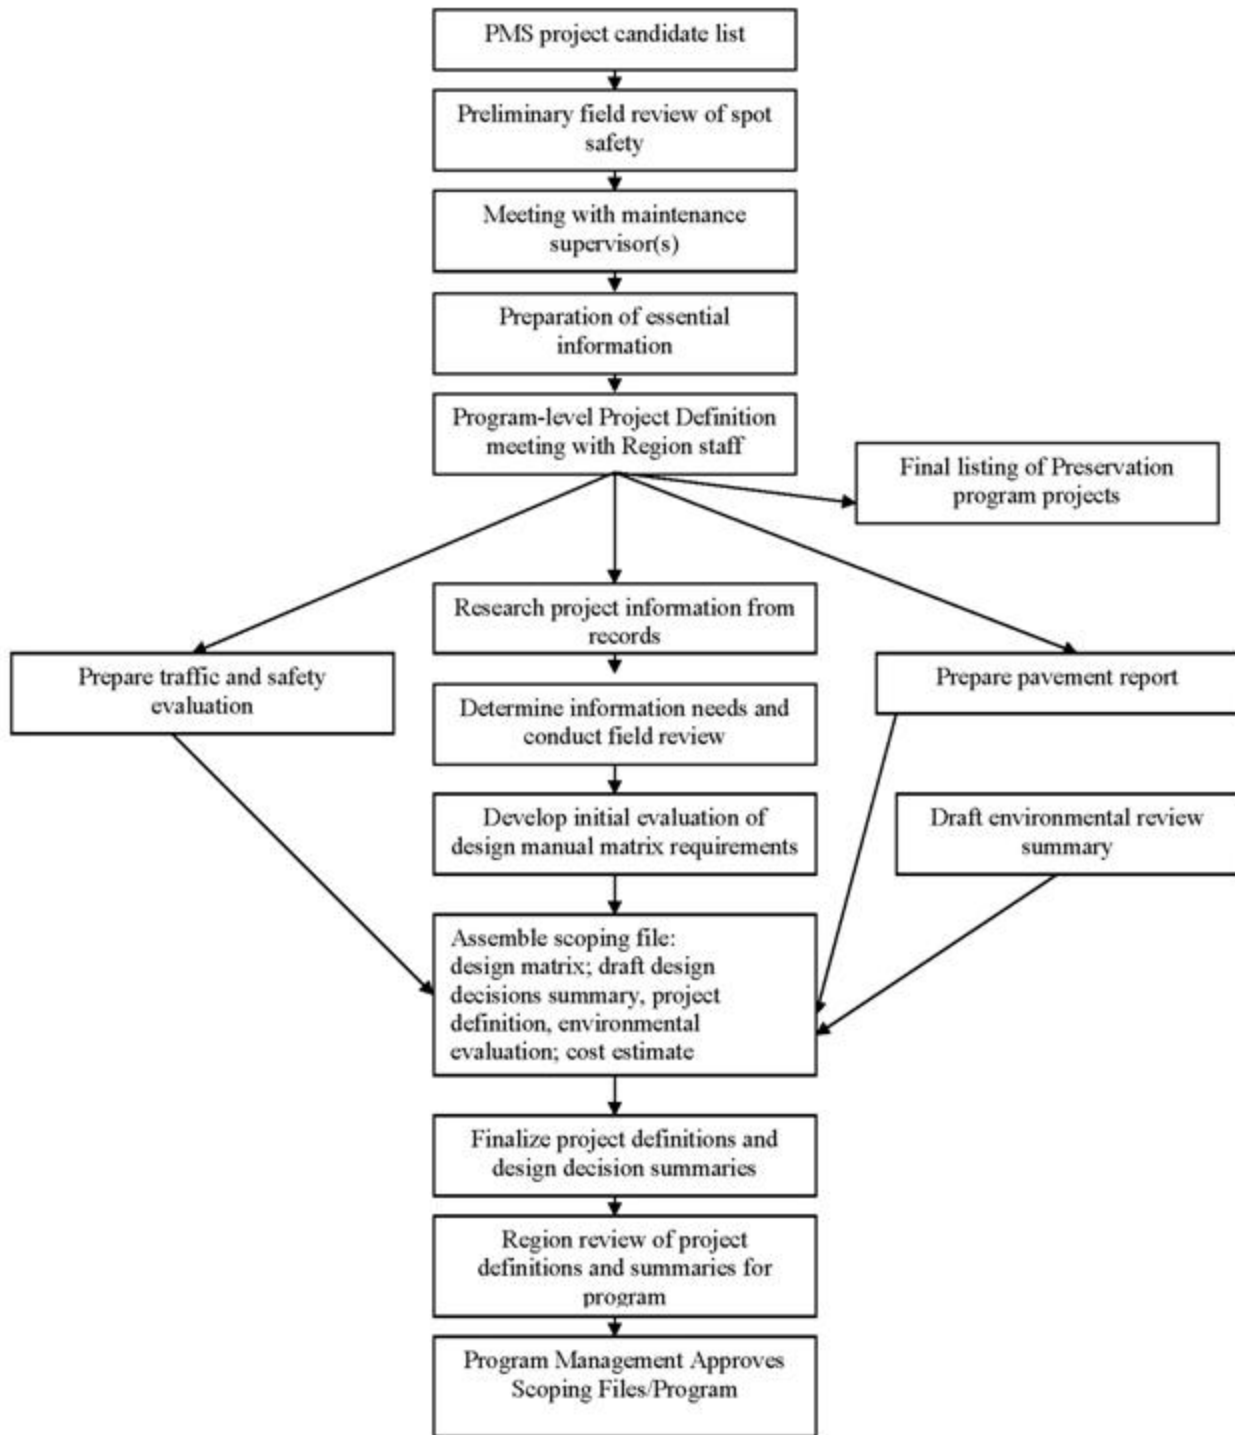 PMS project candidate list
Preliminary field review of spot
safety
Meeting with maintenance
supervisor(s)
Preparation of essential
information
Program-level Project Definition
meeting with Region staff
Final listing of Preservation
program projects
Research project information from
records
Prepare traffic and safety
evaluation
Prepare pavement report
Determine information needs and
conduct field review
Develop initial evaluation of
design manual matrix requirements
Draft environmental review
summary
Assemble scoping file:
design matrix; draft design
decisions summary, project
definition, environmental
evaluation; cost estimate
Finalize project definitions and
design decision summaries
Region review of project
definitions and summaries for
program
Program Management Approves
Scoping Files/Program